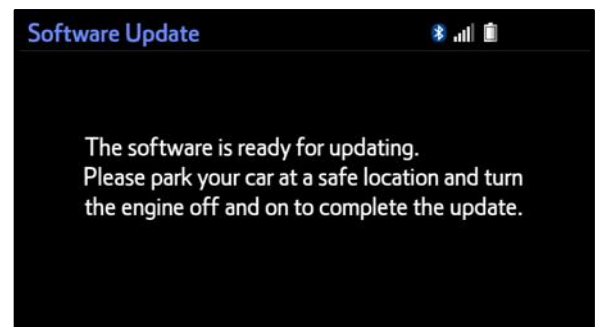 Software Update
The software is ready for updating.
Please park your car at a safe location and turn
the engine off and on to complete the update.